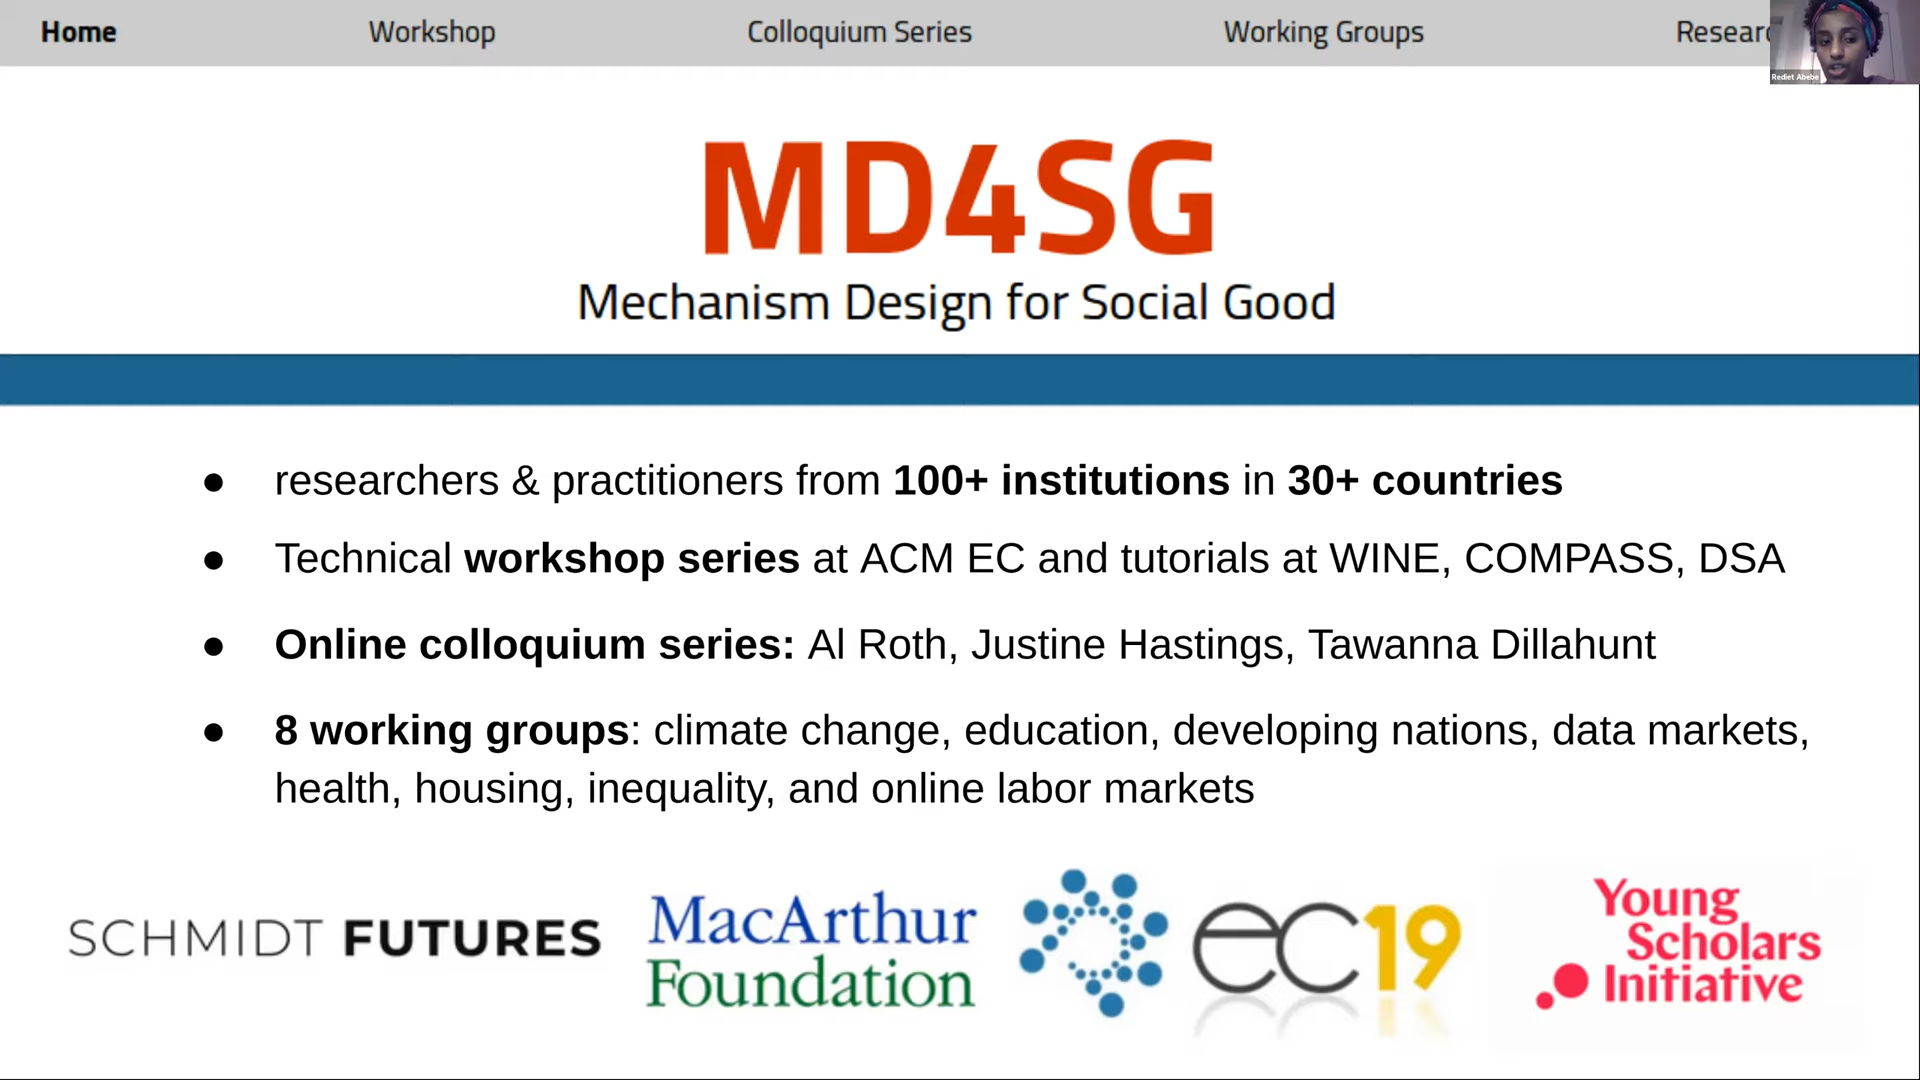 Home Workshop Colloquium Series Working Groups
Rediet Abebe
MD4SG
Mechanism Design for Social Good
● researchers & practitioners from 100+ institutions in 30+ countries
● Technical workshop series at ACM EC and tutorials at WINE, COMPASS, DSA
● Online colloquium series: Al Roth, Justine Hastings, Tawanna Dillahunt
● 8 working groups: climate change, education, developing nations, data markets,
health, housing, inequality, and online labor markets
SCHMIDT FUTURES
MacArthur
Foundation
eC19
Young
Scholars
Initiative